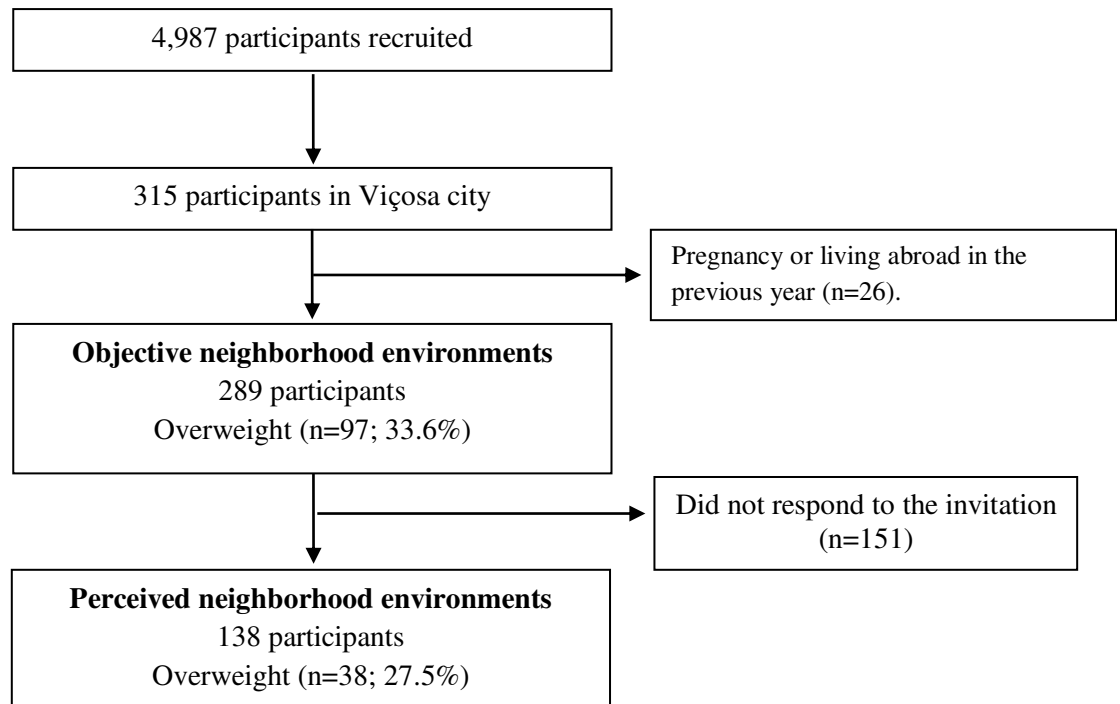 4,987 participants recruited
315 participants in Viçosa city
Pregnancy or living abroad in the
previous year (n=26).
Objective neighborhood environments
289 participants
Overweight (n=97; 33.6%)
Did not respond to the invitation
(n=151)
Perceived neighborhood environments
138 participants
Overweight (n=38; 27.5%)